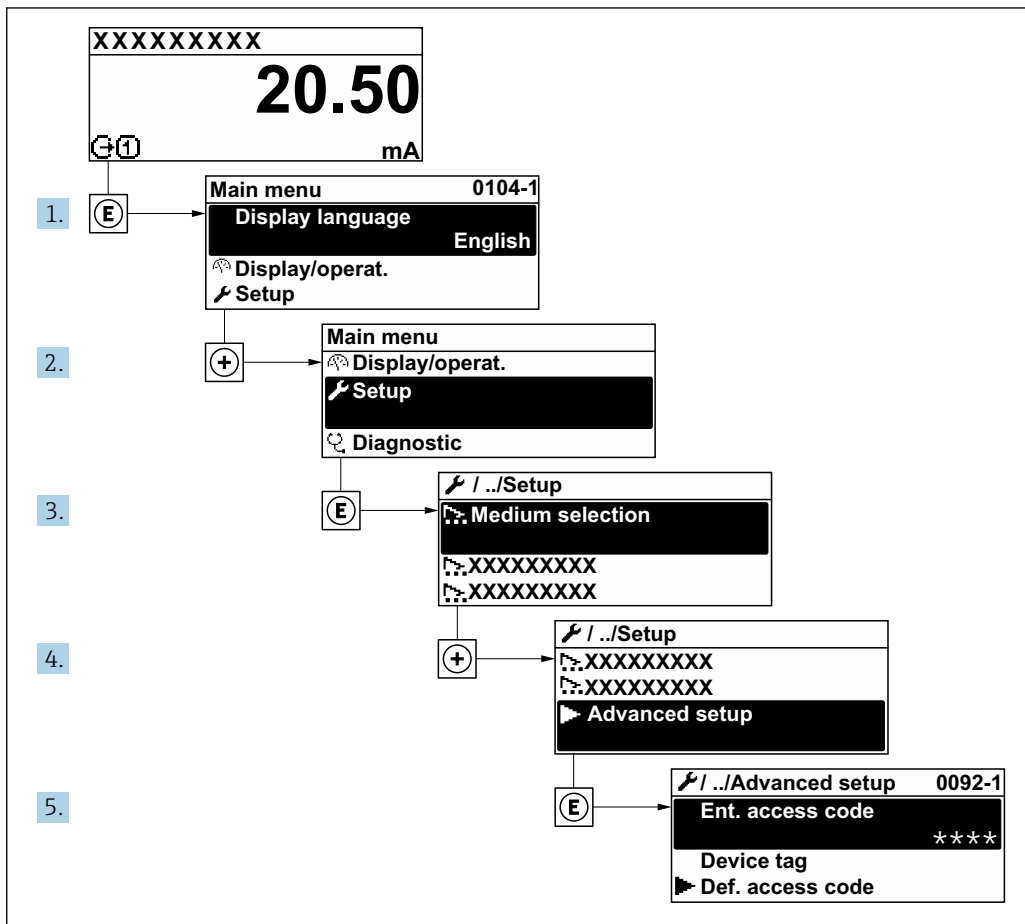 XXXXXXXXX
20.50
1 mA
1. E
Main menu 0104-1
Display language
English
Display/operat.
Setup
2. +
Main menu
Display/operat.
Setup
Diagnostic
3. E
/ ../Setup
Medium selection
XXXXXXXXX
XXXXXXXXX
4. +
/ ../Setup
XXXXXXXXX
XXXXXXXXX
Advanced setup
5. E
/ ../Advanced setup 0092-1
Ent. access code
****
Device tag
Def. access code